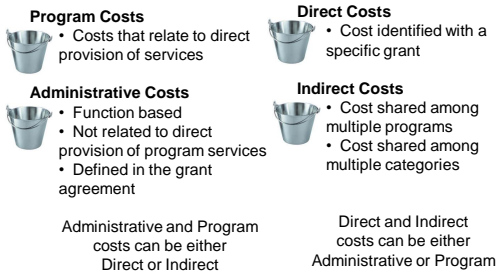 Program Costs
• Costs that relate to direct
provision of services
Administrative Costs
• Function based
• Not related to direct
provision of program services
• Defined in the grant
agreement
Administrative and Program
costs can be either
Direct or Indirect
Direct Costs
• Cost identified with a
specific grant
Indirect Costs
• Cost shared among
multiple programs
• Cost shared among
multiple categories
Direct and Indirect
costs can be either
Administrative or Program